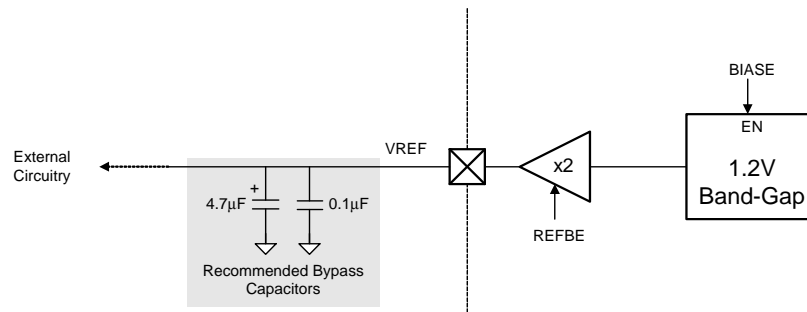 BIASE
EN
1.2V
Band-Gap
x2
REFBE
VREF
External
Circuitry
+
4.7μF
0.1μF
Recommended Bypass
Capacitors